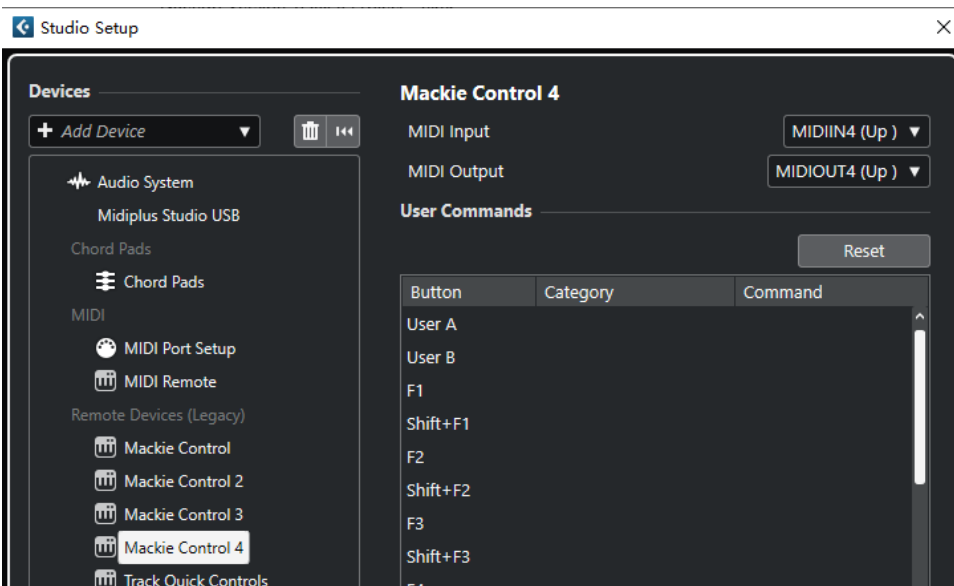 Studio Setup
Devices
Add Device
Audio System
Midiplus Studio USB
Chord Pads
Chord Pads
MIDI
MIDI Port Setup
MIDI Remote
Remote Devices (Legacy)
Mackie Control
Mackie Control 2
Mackie Control 3
Mackie Control 4
Track Quick Controls
Mackie Control 4
MIDI Input MIDIIN4 (Up )
MIDI Output MIDIOUT4 (Up )
User Commands
Reset
Button Category Command
User A
User B
F1
Shift+F1
F2
Shift+F2
F3
Shift+F3